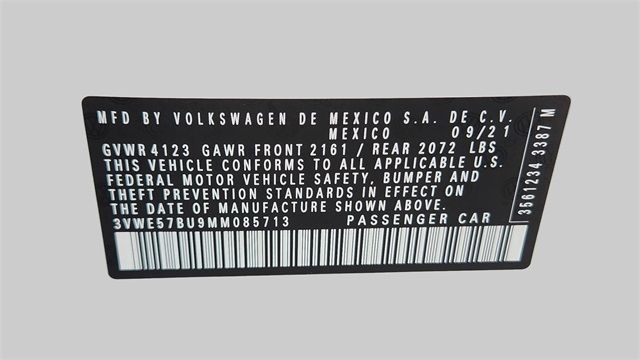 MFD BY VOLKSWAGEN DE MEXICO S.A. DE C.V.
MEXICO 09/21
GVWR 4123 GAWR FRONT 2161 / REAR 2072 LBS
THIS VEHICLE CONFORMS TO ALL APPLICABLE U.S.
FEDERAL MOTOR VEHICLE SAFETY, BUMPER AND
THEFT PREVENTION STANDARDS IN EFFECT ON
THE DATE OF MANUFACTURE SHOWN ABOVE.
3VWE57BU9MM085713 PASSENGER CAR
3561234 3387 M